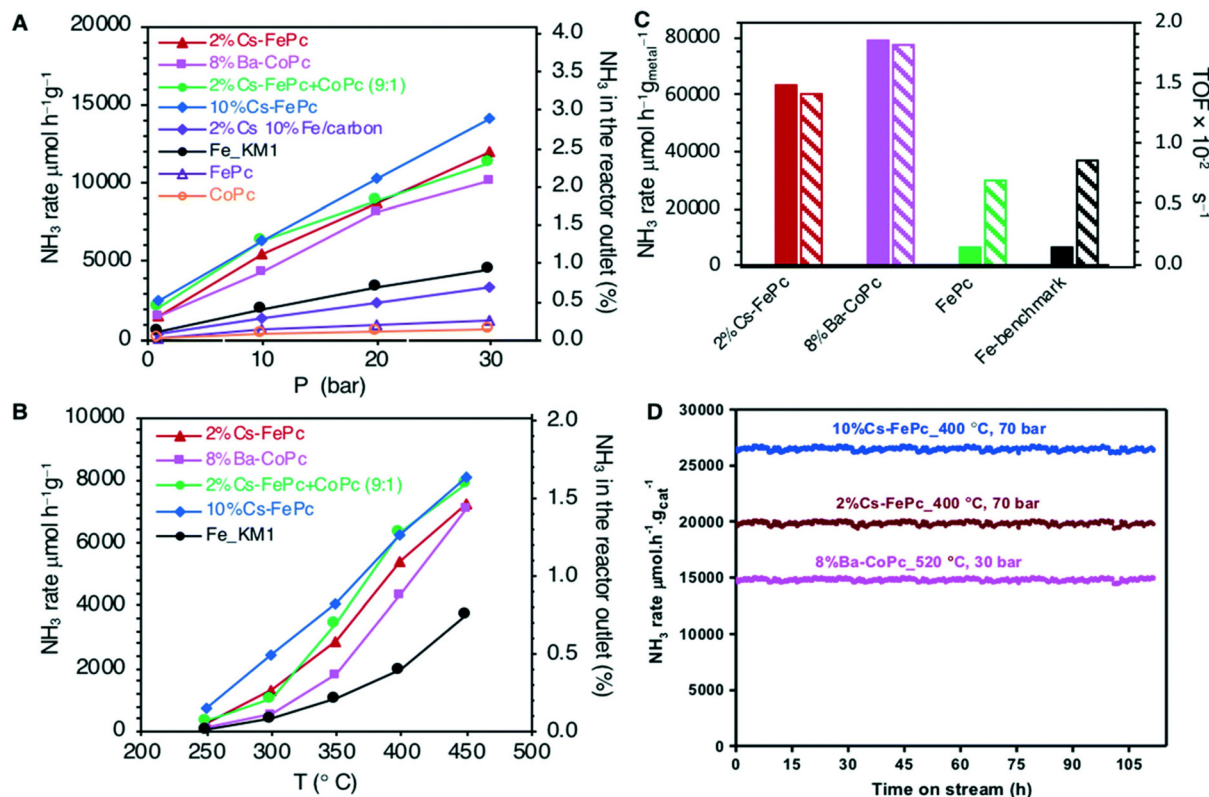 A
20000
15000
10000
5000
0
NH₃ rate μmol h⁻¹g⁻¹
2%Cs-FePc
8%Ba-CoPc
2%Cs-FePc+CoPc (9:1)
10%Cs-FePc
2%Cs 10%Fe/carbon
Fe_KM1
FePc
CoPc
4.0
3.5
3.0
2.5
2.0
1.5
1.0
0.5
0.0
NH₃ in the reactor outlet (%)
0 10 20 30
P (bar)
B
10000
8000
6000
4000
2000
0
NH₃ rate μmol h⁻¹g⁻¹
2%Cs-FePc
8%Ba-CoPc
2%Cs-FePc+CoPc (9:1)
10%Cs-FePc
Fe_KM1
2.0
1.5
1.0
0.5
0.0
NH₃ in the reactor outlet (%)
200 250 300 350 400 450 500
T (° C)
C
80000
60000
40000
20000
0
NH₃ rate μmol h⁻¹gmetal⁻¹
2.0
1.5
1.0
0.5
0.0
TOF × 10² s⁻¹
2%Cs-FePc
8%Ba-CoPc
FePc
Fe-benchmark
D
30000
25000
20000
15000
10000
5000
0
NH₃ rate μmol.h⁻¹.gcat⁻¹
10%Cs-FePc_400 °C, 70 bar
2%Cs-FePc_400 °C, 70 bar
8%Ba-CoPc_520 °C, 30 bar
0 15 30 45 60 75 90 105
Time on stream (h)